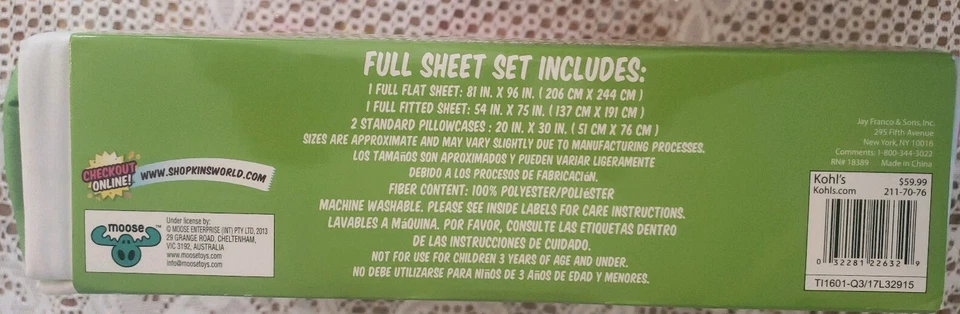 FULL SHEET SET INCLUDES:
1 FULL FLAT SHEET: 81 IN. X 96 IN. ( 206 CM X 244 CM )
1 FULL FITTED SHEET: 54 IN. X 75 IN. ( 137 CM X 191 CM )
2 STANDARD PILLOWCASES : 20 IN. X 30 IN. ( 51 CM X 76 CM )
SIZES ARE APPROXIMATE AND MAY VARY SLIGHTLY DUE TO MANUFACTURING PROCESSES.
LOS TAMAÑOS SON APROXIMADOS Y PUEDEN VARIAR LIGERAMENTE
DEBIDO A LOS PROCESOS DE FABRICACIÓN.
FIBER CONTENT: 100% POLYESTER/POLIÉSTER
MACHINE WASHABLE. PLEASE SEE INSIDE LABELS FOR CARE INSTRUCTIONS.
LAVABLES A MÁQUINA. POR FAVOR, CONSULTE LAS ETIQUETAS DENTRO
DE LAS INSTRUCCIONES DE CUIDADO.
NOT FOR USE FOR CHILDREN 3 YEARS OF AGE AND UNDER.
NO DEBE UTILIZARSE PARA NIÑOS DE 3 AÑOS DE EDAD Y MENORES.
CHECKOUT
ONLINE!
WWW.SHOPKINSWORLD.COM
moose™
Under license by:
© MOOSE ENTERPRISE (INT) PTY LTD, 2013
29 GRANGE ROAD, CHELTENHAM,
VIC 3192, AUSTRALIA
www.moosetoys.com
info@moosetoys.com
Jay Franco & Sons, Inc.
295 Fifth Avenue
New York, NY 10016
Comments: 1-800-344-3022
RN# 18389 Made in China
Kohl's $59.99
Kohls.com 211-70-76
0 32281 22632 9
TI1601-Q3/17L32915